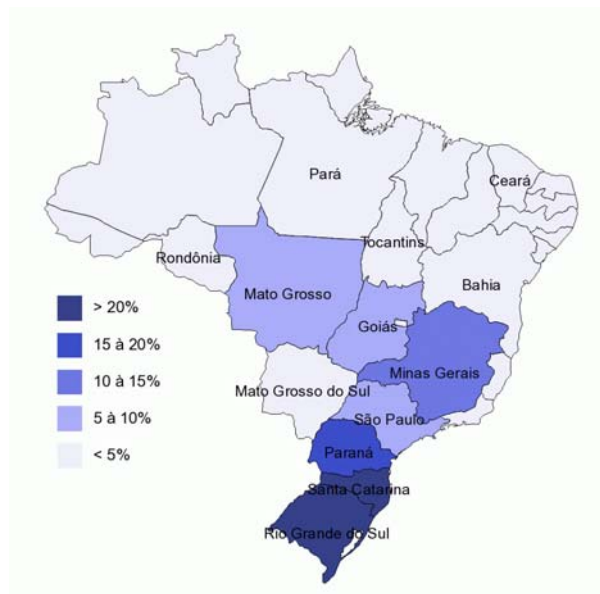 Ceará
Pará
Tocantins
Rondônia
Bahia
Mato Grosso
> 20%
Goiás
15 à 20%
Minas Gerais
10 à 15%
Mato Grosso do Sul
5 à 10%
São Paulo
< 5%
Paraná
Santa Catarina
Rio Grande do Sul